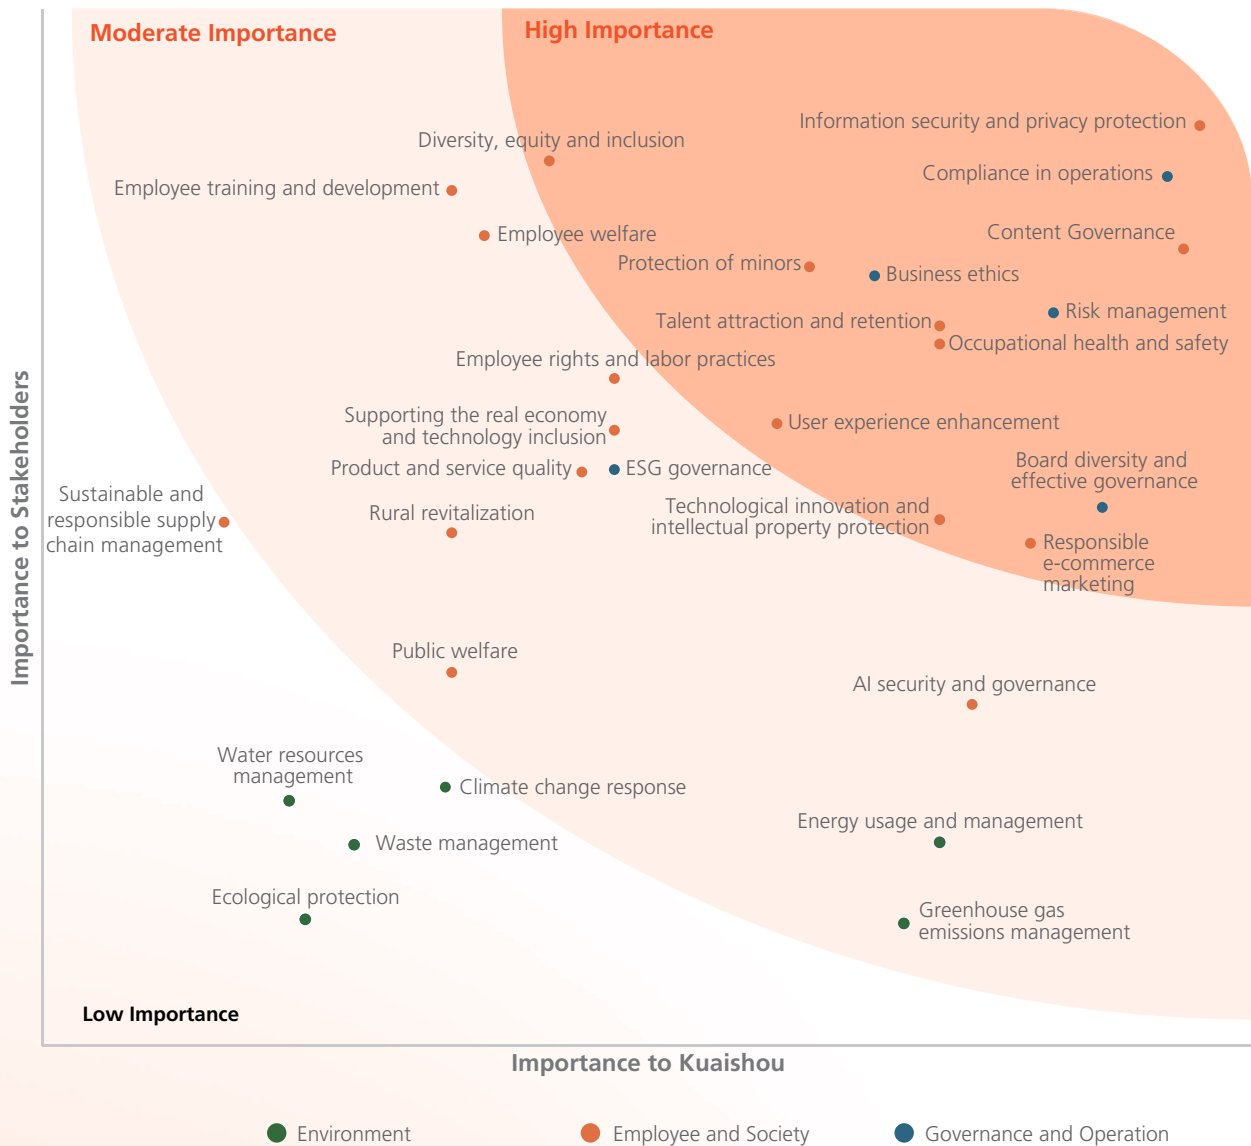 Moderate Importance
High Importance
Information security and privacy protection
Diversity, equity and inclusion
Compliance in operations
Employee training and development
Employee welfare
Content Governance
Protection of minors
Business ethics
Risk management
Talent attraction and retention
Occupational health and safety
Employee rights and labor practices
Supporting the real economy
and technology inclusion
User experience enhancement
Product and service quality
ESG governance
Board diversity and
effective governance
Sustainable and
responsible supply
chain management
Rural revitalization
Technological innovation and
intellectual property protection
Responsible
e-commerce
marketing
Public welfare
AI security and governance
Water resources
management
Climate change response
Energy usage and management
Waste management
Ecological protection
Greenhouse gas
emissions management
Low Importance
Importance to Stakeholders
Importance to Kuaishou
Environment
Employee and Society
Governance and Operation